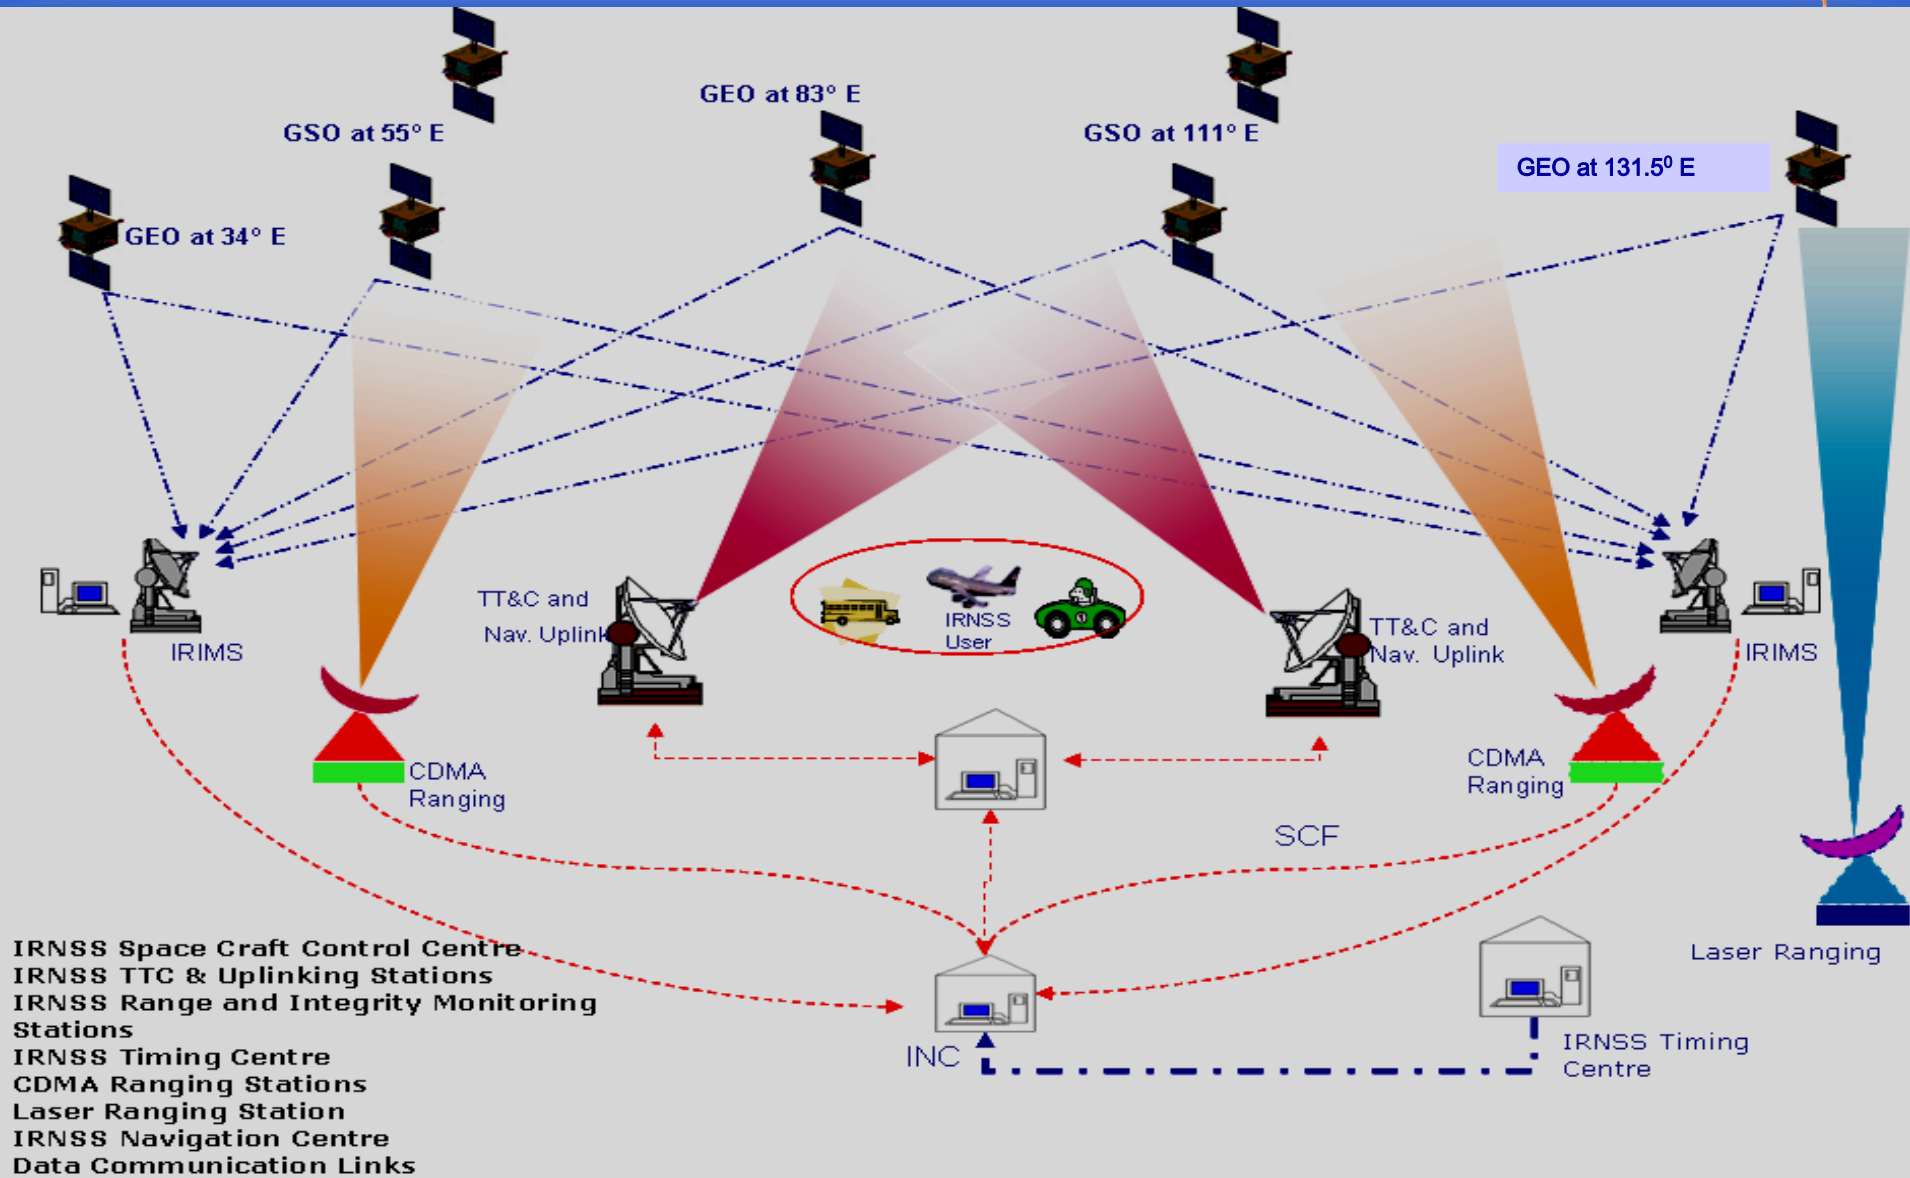 GEO at 83° E
GSO at 55° E
GSO at 111° E
GEO at 131.5⁰ E
GEO at 34° E
TT&C and
Nav. Uplink
IRNSS
User
TT&C and
Nav. Uplink
IRIMS
IRIMS
CDMA
Ranging
CDMA
Ranging
SCF
Laser Ranging
INC
IRNSS Timing
Centre
IRNSS Space Craft Control Centre
IRNSS TTC & Uplinking Stations
IRNSS Range and Integrity Monitoring
Stations
IRNSS Timing Centre
CDMA Ranging Stations
Laser Ranging Station
IRNSS Navigation Centre
Data Communication Links